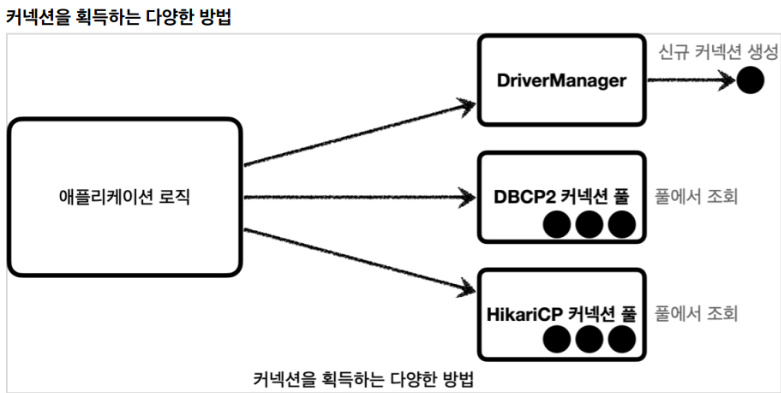 커넥션을 획득하는 다양한 방법
신규 커넥션 생성
DriverManager
애플리케이션 로직
DBCP2 커넥션 풀
풀에서 조회
HikariCP 커넥션 풀
풀에서 조회
커넥션을 획득하는 다양한 방법